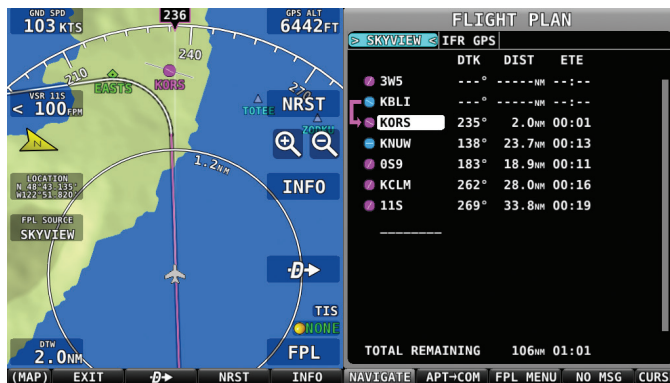 GND SPD
103 KTS
236
GPS ALT
6442FT
240
210
270
EASTS
KORS
VSR 11S
< 100FPM
TOTEE
NRST
N
1.2NM
LOCATION
N 48°43.135'
W122°51.820'
INFO
FPL SOURCE
SKYVIEW
D
TIS
NONE
DTW
2.0NM
FPL
(MAP) EXIT D NRST INFO
FLIGHT PLAN
> SKYVIEW < IFR GPS
DTK DIST ETE
3W5 ---° -----NM --:--
KBLI ---° -----NM --:--
KORS 235° 2.0NM 00:01
KNUW 138° 23.7NM 00:13
0S9 183° 18.9NM 00:11
KCLM 262° 28.0NM 00:16
11S 269° 33.8NM 00:19
________
TOTAL REMAINING 106NM 01:01
NAVIGATE APT→COM FPL MENU NO MSG CURS